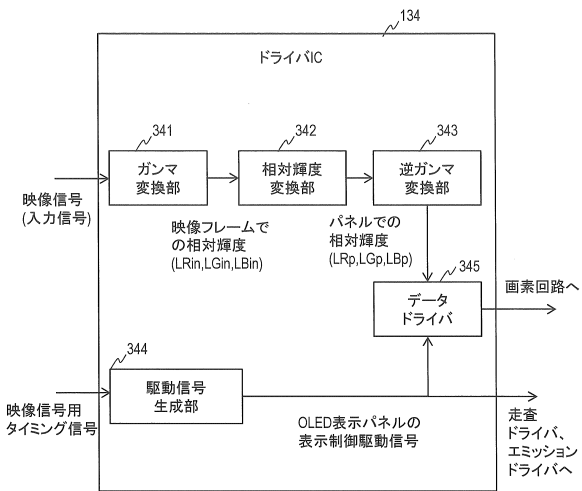 134
ドライバIC
341
342
343
ガンマ
変換部
相対輝度
変換部
逆ガンマ
変換部
映像信号
(入力信号)
映像フレームで
の相対輝度
(LRin,LGin,LBin)
パネルでの
相対輝度
(LRp,LGp,LBp)
345
データ
ドライバ
画素回路へ
344
駆動信号
生成部
映像信号用
タイミング信号
OLED表示パネルの
表示制御駆動信号
走査
ドライバ、
エミッション
ドライバへ